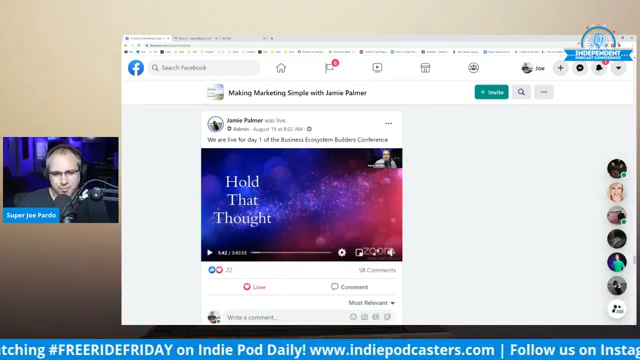 INDEPENDENT
PODCAST CONFERENCE
Search Facebook
6
Joe
Making Marketing Simple with Jamie Palmer
+ Invite
Jamie Palmer was live.
Admin · August 19 at 8:02 AM
We are live for day 1 of the Business Ecosystem Builders Conference
Hold
That
Thought
zoom
5:42 / 3:43:55
22
58 Comments
Love
Comment
Most Relevant
Write a comment...
Super Joe Pardo
atching #FREERIDEFRIDAY on Indie Pod Daily! www.indiepodcasters.com | Follow us on Instag